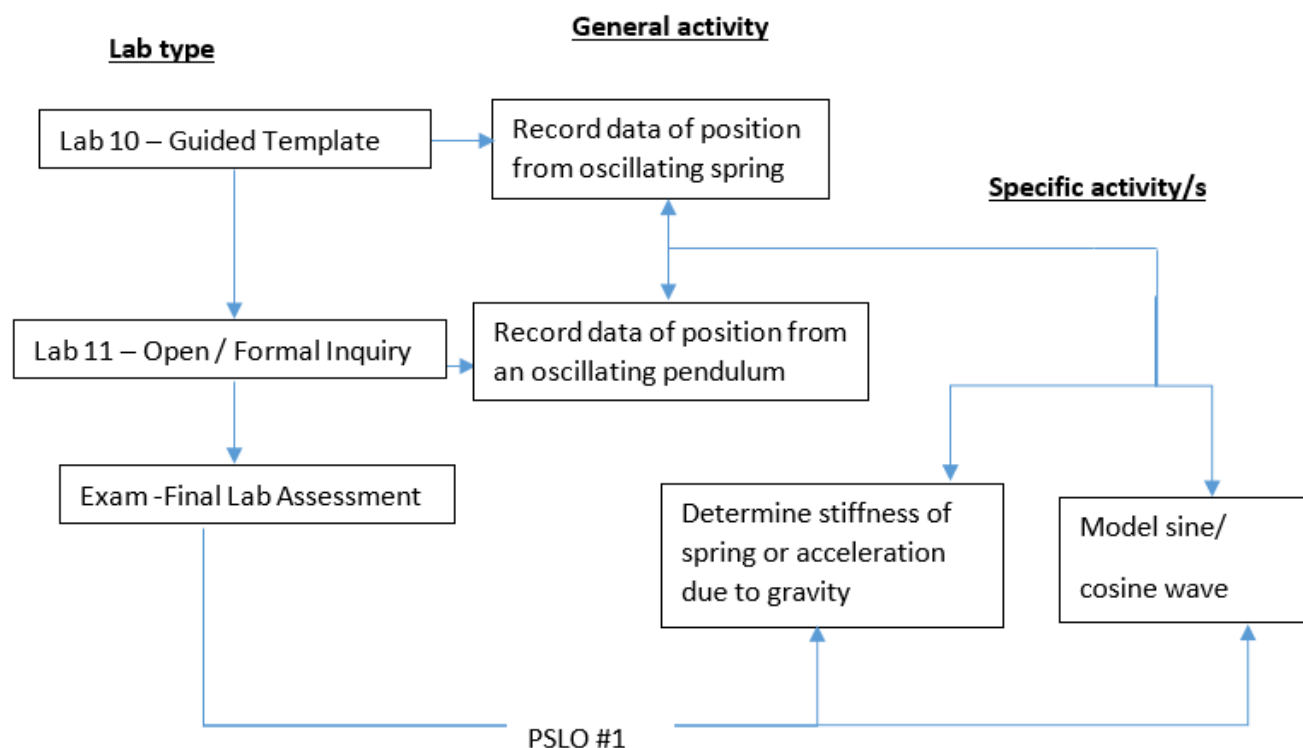 General activity
Lab type
Lab 10 – Guided Template
Record data of position
from oscillating spring
Specific activity/s
Lab 11 – Open / Formal Inquiry
Record data of position from
an oscillating pendulum
Exam -Final Lab Assessment
Determine stiffness of
spring or acceleration
due to gravity
Model sine/
cosine wave
PSLO #1